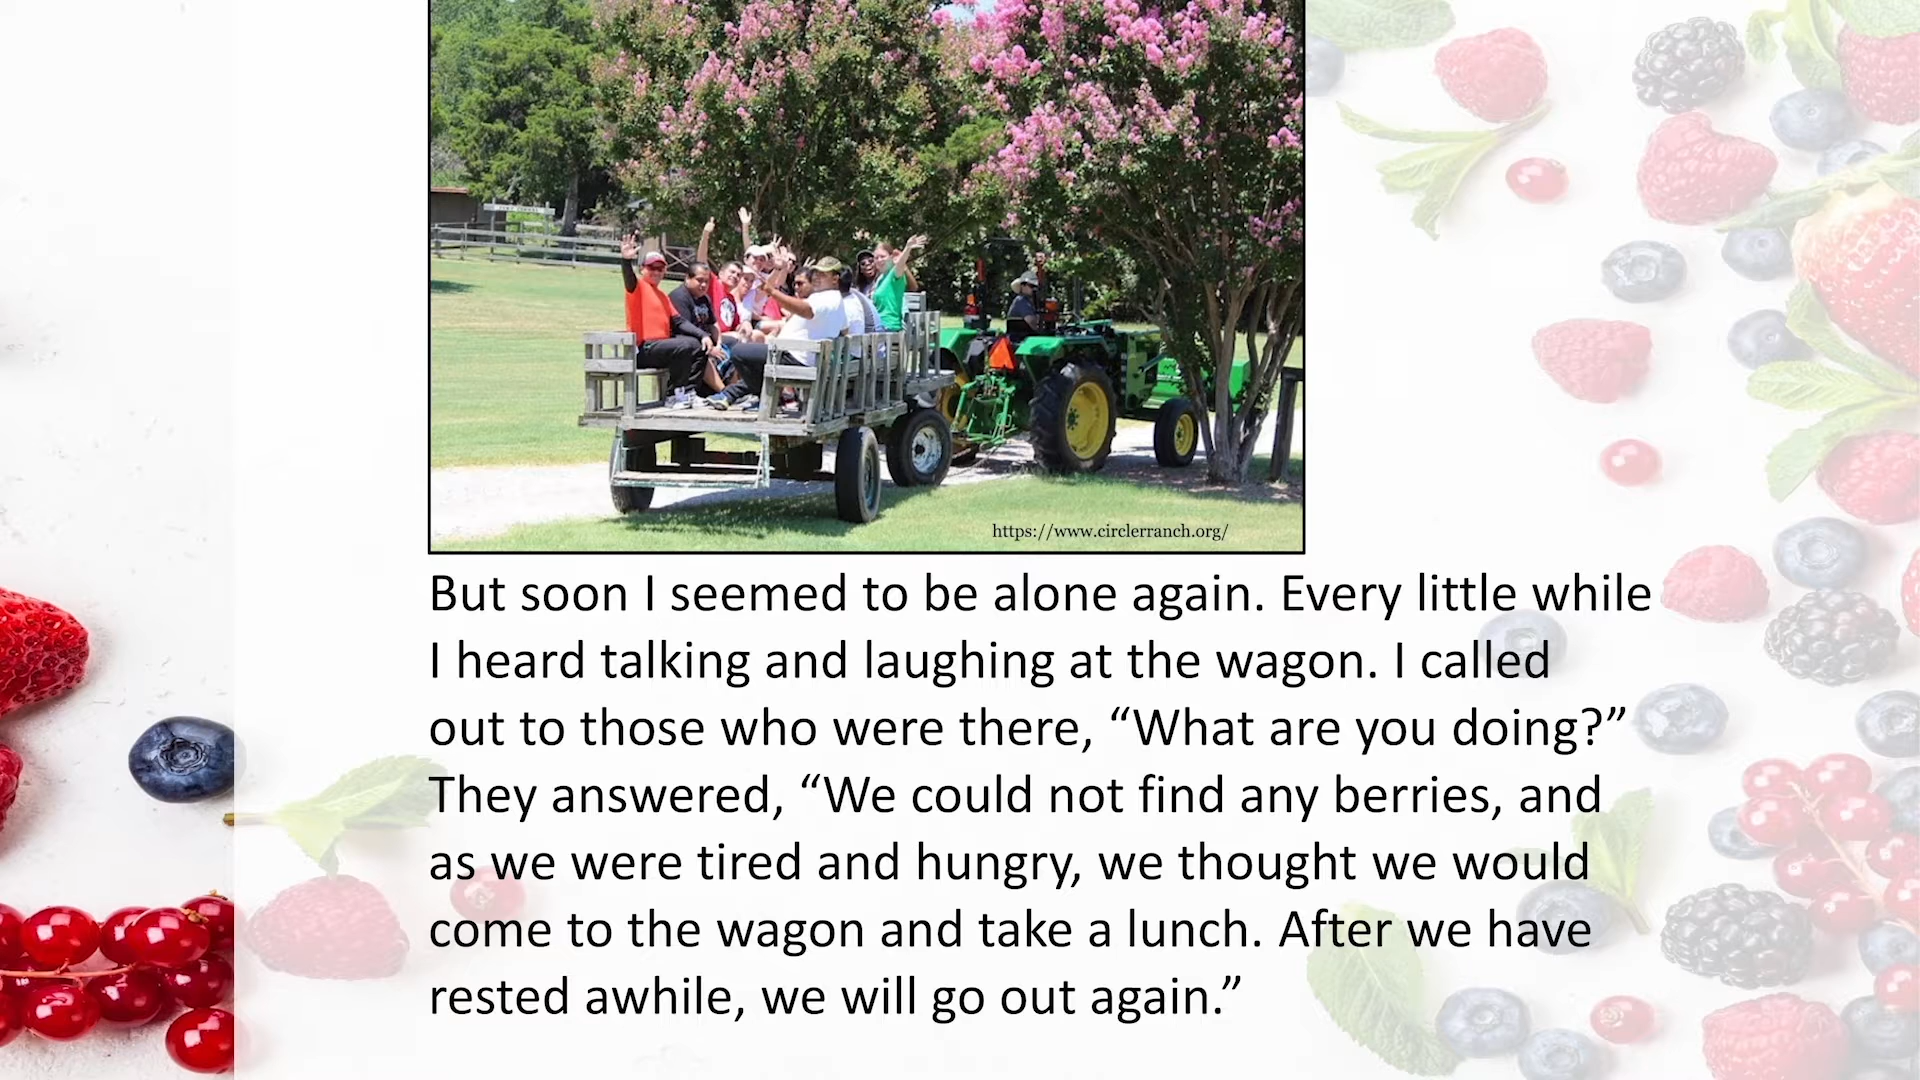 https://www.circlerranch.org/
But soon I seemed to be alone again. Every little while
I heard talking and laughing at the wagon. I called
out to those who were there, “What are you doing?”
They answered, “We could not find any berries, and
as we were tired and hungry, we thought we would
come to the wagon and take a lunch. After we have
rested awhile, we will go out again.”